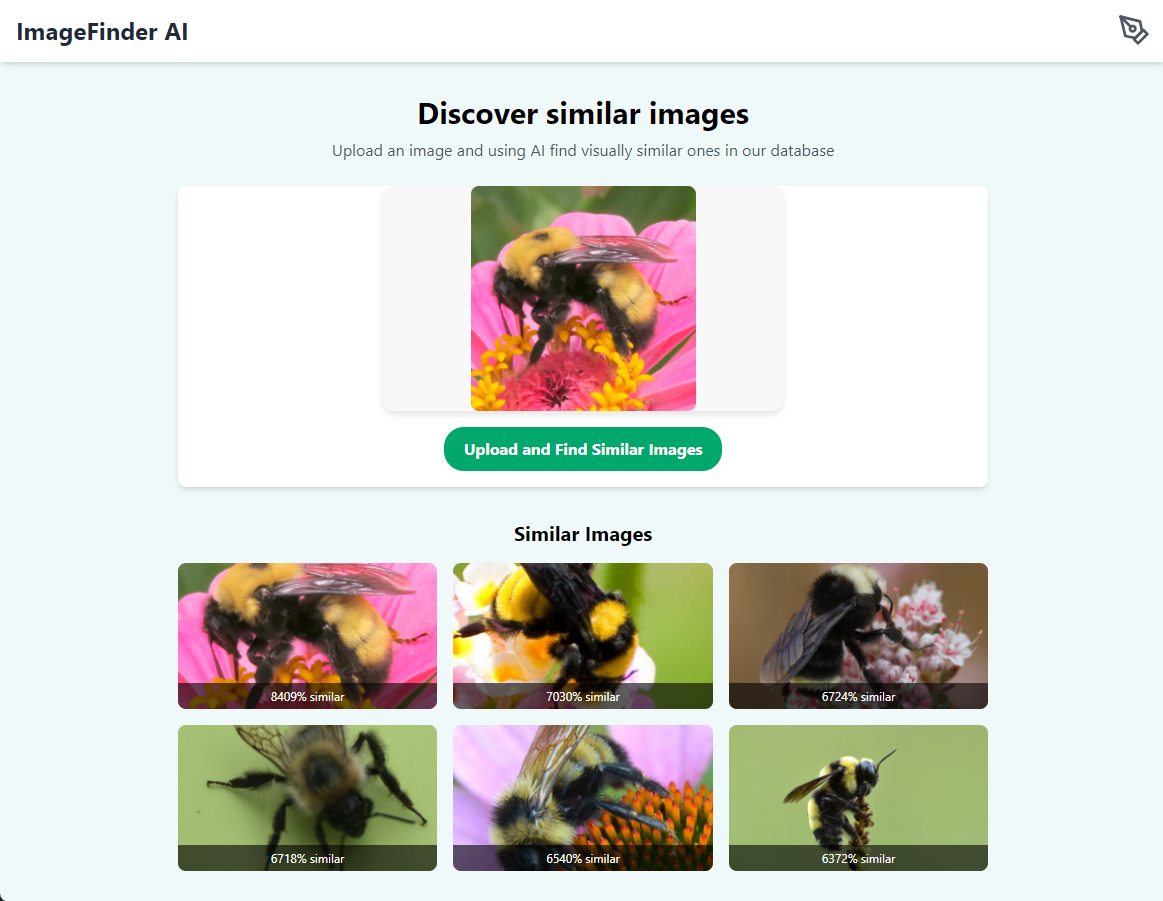 ImageFinder AI
Discover similar images
Upload an image and using AI find visually similar ones in our database
Upload and Find Similar Images
Similar Images
8409% similar
7030% similar
6724% similar
6718% similar
6540% similar
6372% similar